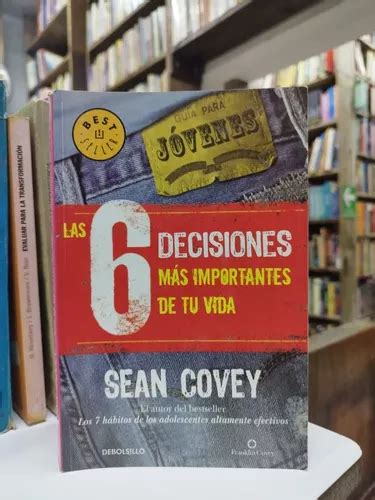 BEST
SELLER
GUÍA PARA
JÓVENES
LAS
6
DECISIONES
MÁS IMPORTANTES
DE TU VIDA
SEAN COVEY
El autor del bestseller
Los 7 hábitos de los adolescentes altamente efectivos
DEBOLSILLO
FranklinCovey
EVALUAR PARA LA TRANSFORMACIÓN